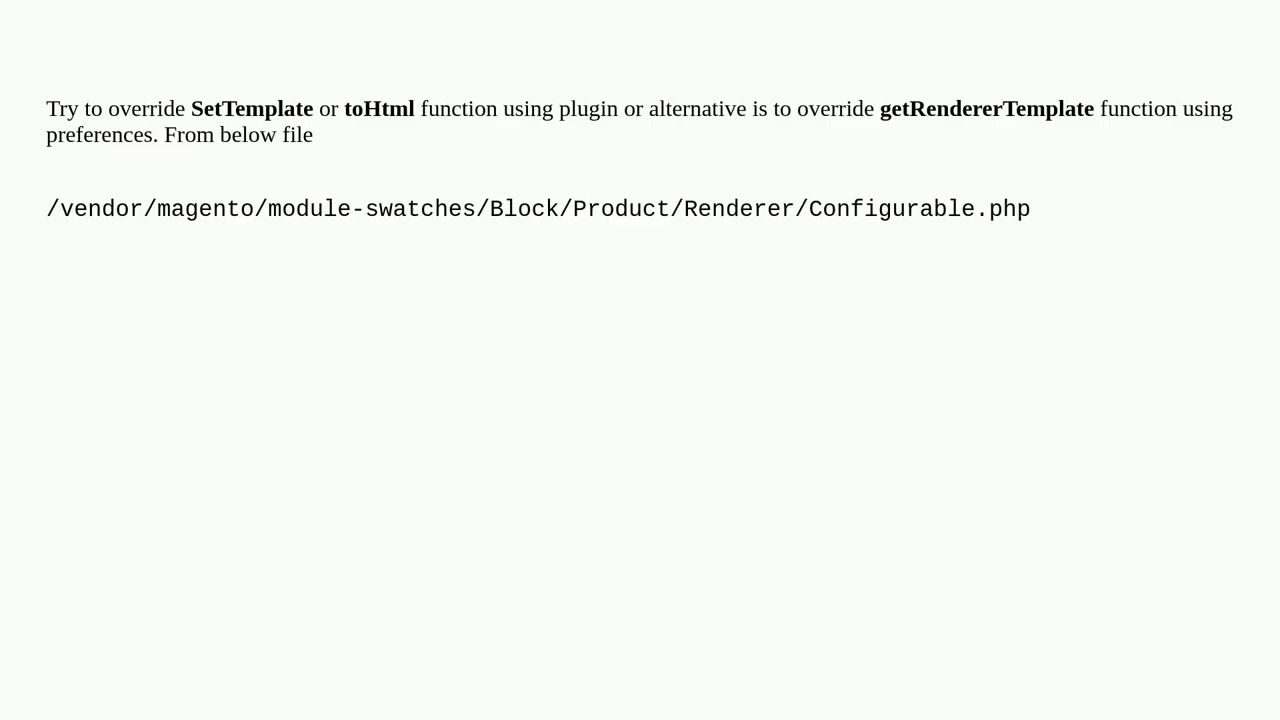 Try to override SetTemplate or toHtml function using plugin or alternative is to override getRendererTemplate function using
preferences. From below file
/vendor/magento/module-swatches/Block/Product/Renderer/Configurable.php